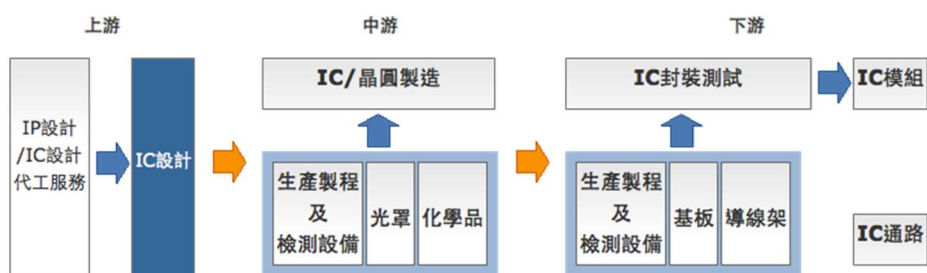 上游
中游
下游
IP設計
/IC設計
代工服務
IC設計
IC/晶圓製造
生產製程
及
檢測設備
光罩
化學品
IC封裝測試
生產製程
及
檢測設備
基板
導線架
IC模組
IC通路